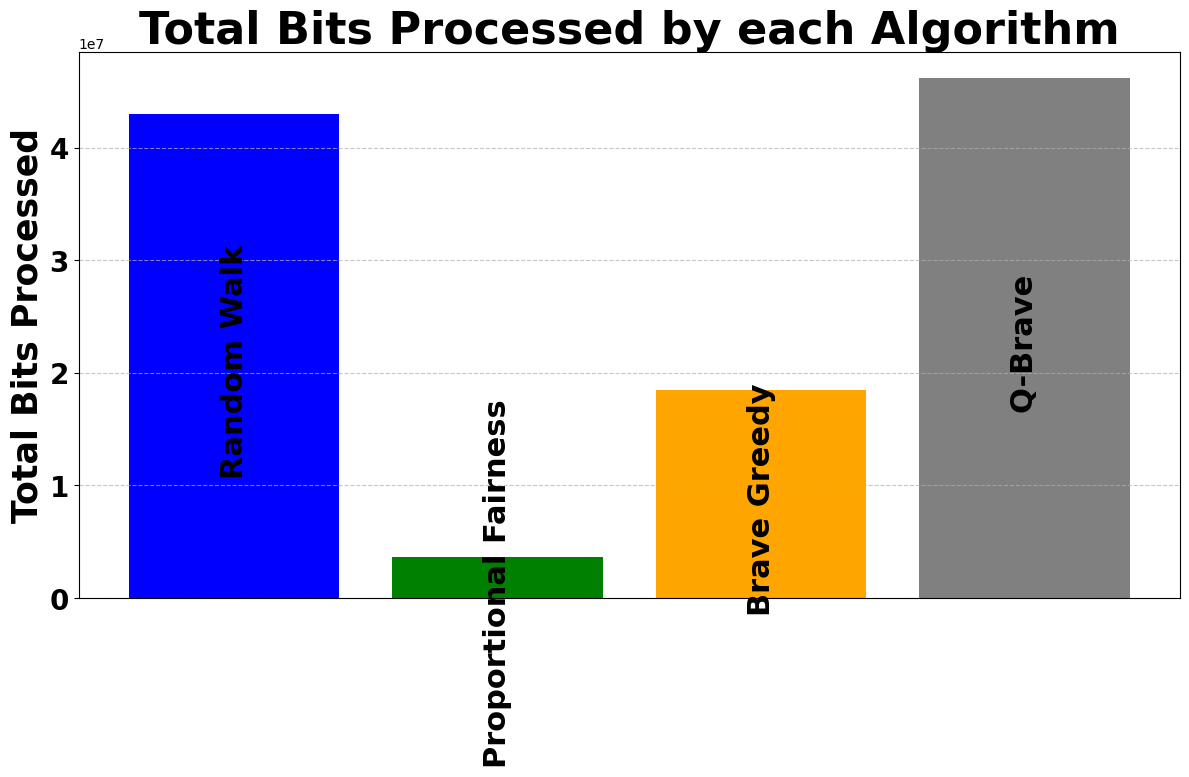 Total Bits Processed by each Algorithm
1e7
Total Bits Processed
4
3
2
1
0
Random Walk
Proportional Fairness
Brave Greedy
Q-Brave